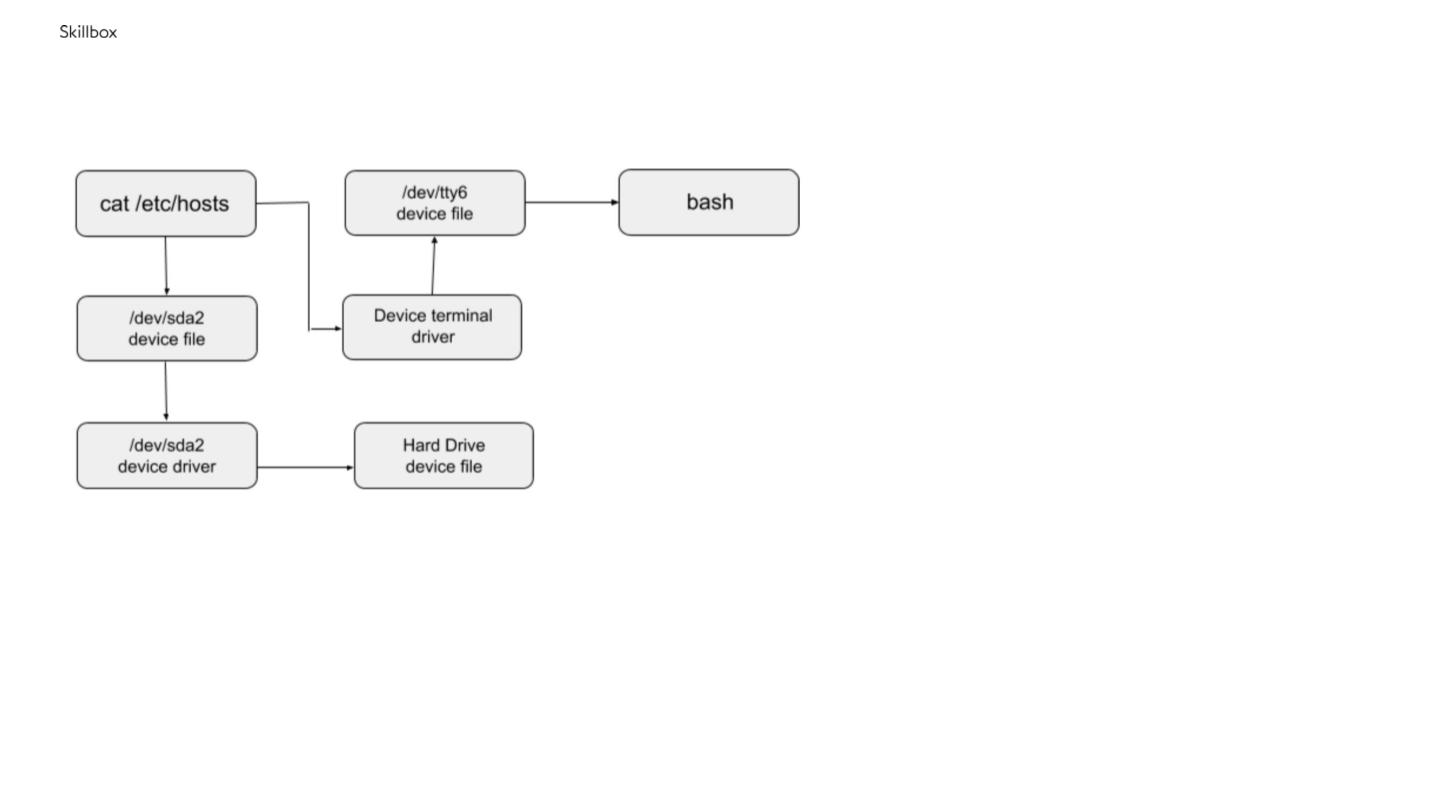 Skillbox
cat /etc/hosts
/dev/tty6
device file
bash
/dev/sda2
device file
Device terminal
driver
/dev/sda2
device driver
Hard Drive
device file